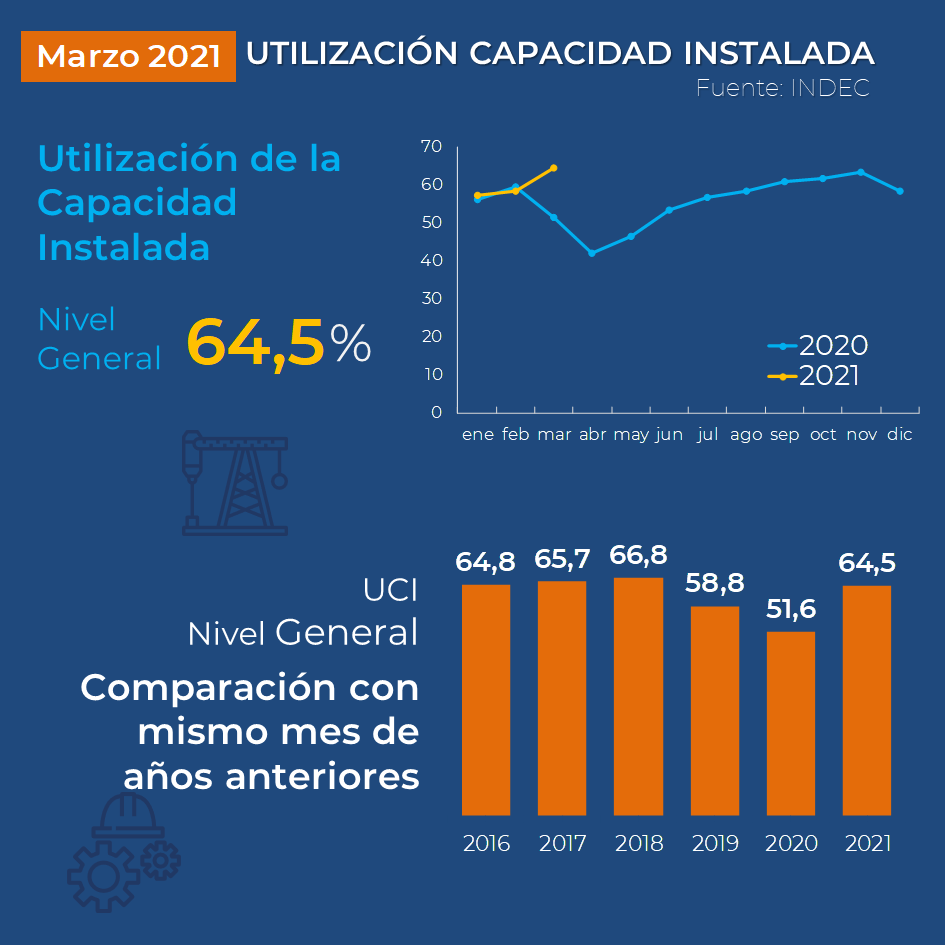 Marzo 2021
UTILIZACIÓN CAPACIDAD INSTALADA
Fuente: INDEC
Utilización de la
Capacidad
Instalada
Nivel
General
64,5%
70
60
50
40
30
20
10
0
2020
2021
ene feb mar abr may jun jul ago sep oct nov dic
UCI
Nivel General
Comparación con
mismo mes de
años anteriores
64,8 65,7 66,8 58,8 51,6 64,5
2016 2017 2018 2019 2020 2021